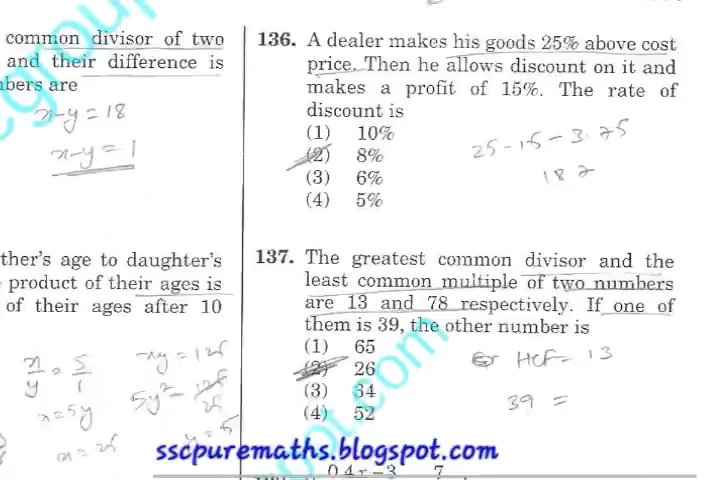 common divisor of two
and their difference is
bers are
x-y = 18
x-y = 1
136. A dealer makes his goods 25% above cost
price. Then he allows discount on it and
makes a profit of 15%. The rate of
discount is
(1) 10%
(2) 8%
(3) 6%
(4) 5%
25-15-3.75
ther's age to daughter's
product of their ages is
of their ages after 10
x/y = 5/1
xy = 125
x=5y
137. The greatest common divisor and the
least common multiple of two numbers
are 13 and 78 respectively. If one of
them is 39, the other number is
(1) 65
(2) 26
(3) 34
(4) 52
HCF = 13
39 =
sscpuremaths.blogspot.com